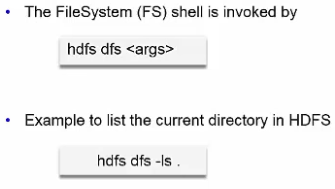 • The FileSystem (FS) shell is invoked by
hdfs dfs <args>
• Example to list the current directory in HDFS
hdfs dfs -ls .